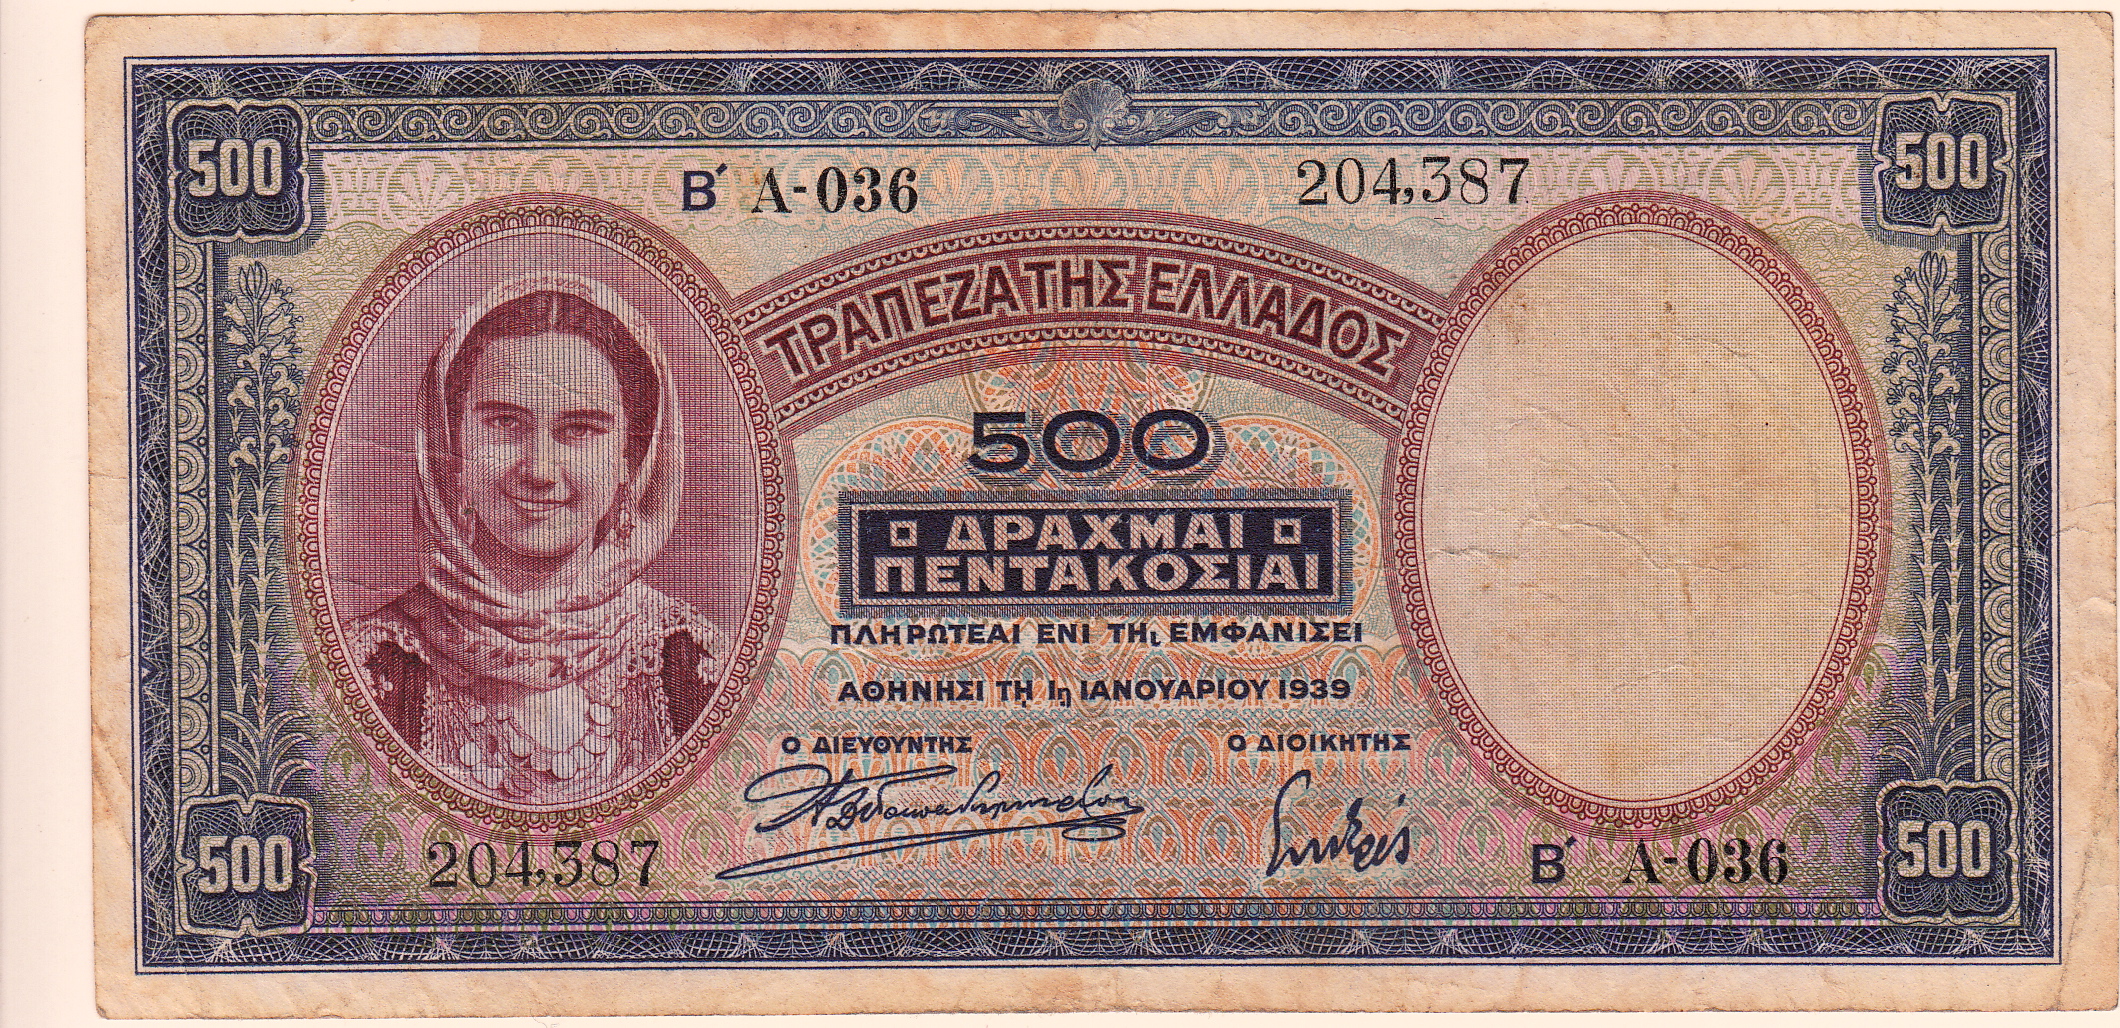 500 500
Β΄ Α-036 204,387
ΤΡΑΠΕΖΑ ΤΗΣ ΕΛΛΑΔΟΣ
500
ΔΡΑΧΜΑΙ
ΠΕΝΤΑΚΟΣΙΑΙ
ΠΛΗΡΩΤΕΑΙ ΕΝΙ ΤΗι ΕΜΦΑΝΙΣΕΙ
ΑΘΗΝΗΣΙ ΤΗ 1η ΙΑΝΟΥΑΡΙΟΥ 1939
Ο ΔΙΕΥΘΥΝΤΗΣ Ο ΔΙΟΙΚΗΤΗΣ
204,387 Β΄ Α-036
500 500